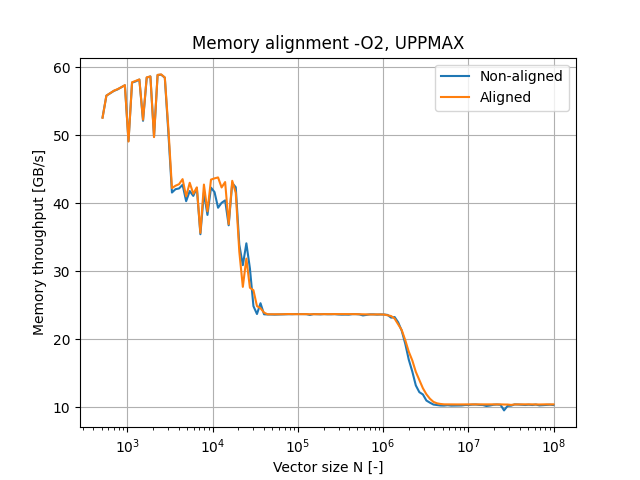 Memory alignment -O2, UPPMAX
Non-aligned
Aligned
Memory throughput [GB/s]
60
50
40
30
20
10
10³
10⁴
10⁵
10⁶
10⁷
10⁸
Vector size N [-]